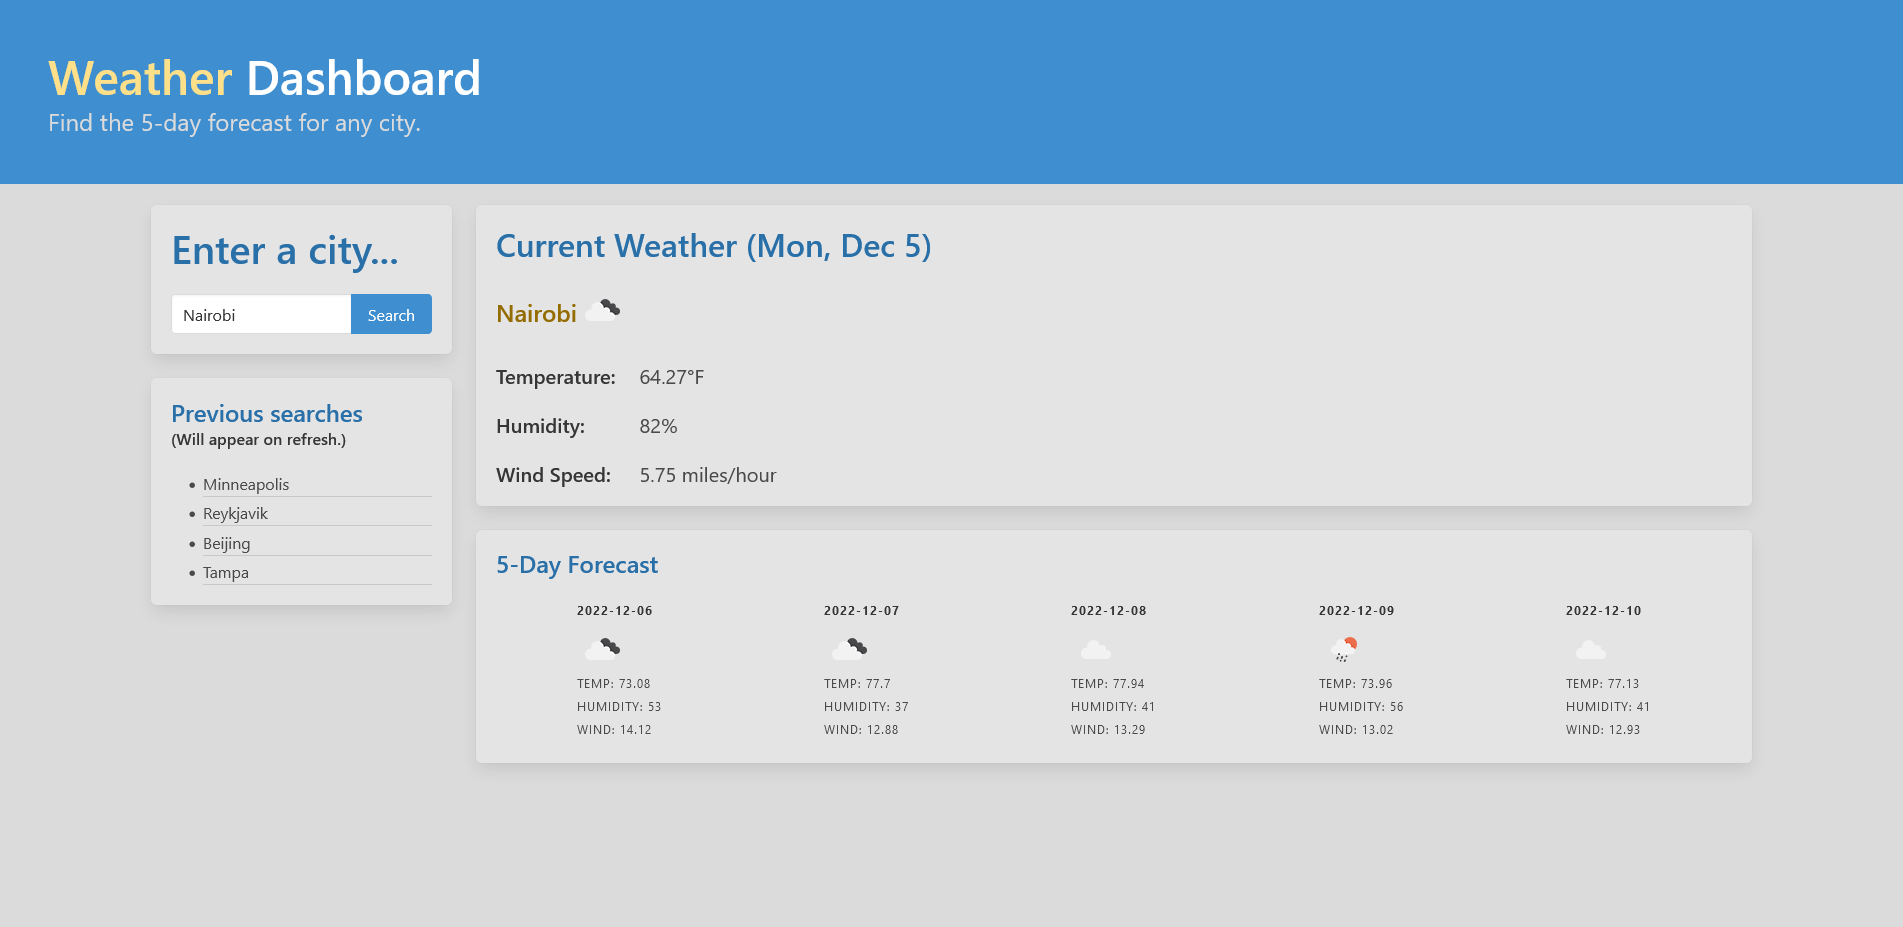 Weather Dashboard
Find the 5-day forecast for any city.
Enter a city...
Nairobi Search
Previous searches
(Will appear on refresh.)
• Minneapolis
• Reykjavik
• Beijing
• Tampa
Current Weather (Mon, Dec 5)
Nairobi
Temperature: 64.27°F
Humidity: 82%
Wind Speed: 5.75 miles/hour
5-Day Forecast
2022-12-06
TEMP: 73.08
HUMIDITY: 53
WIND: 14.12
2022-12-07
TEMP: 77.7
HUMIDITY: 37
WIND: 12.88
2022-12-08
TEMP: 77.94
HUMIDITY: 41
WIND: 13.29
2022-12-09
TEMP: 73.96
HUMIDITY: 56
WIND: 13.02
2022-12-10
TEMP: 77.13
HUMIDITY: 41
WIND: 12.93